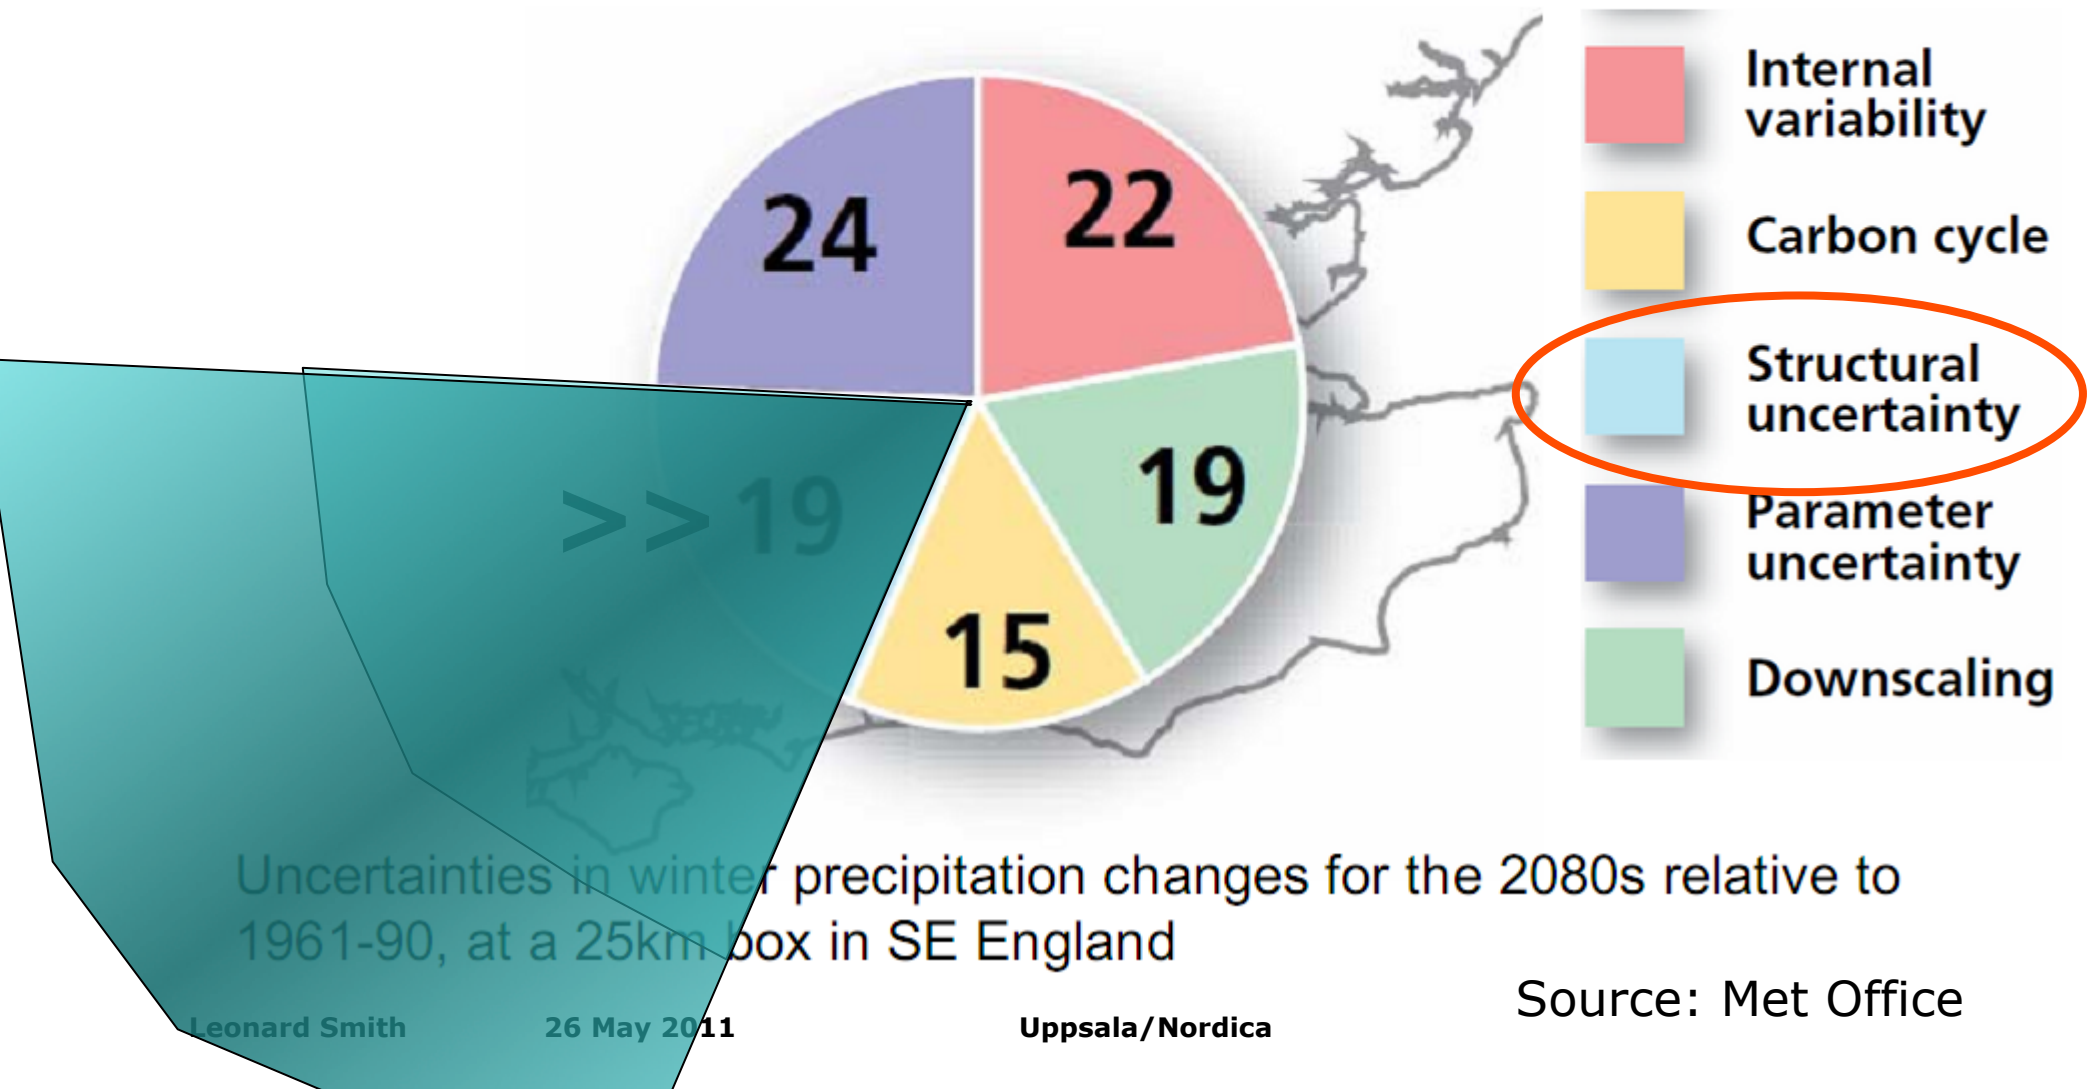 24
22
>>19
19
15
Internal
variability
Carbon cycle
Structural
uncertainty
Parameter
uncertainty
Downscaling
Uncertainties in winter precipitation changes for the 2080s relative to
1961-90, at a 25km box in SE England
Source: Met Office
Leonard Smith 26 May 2011 Uppsala/Nordica